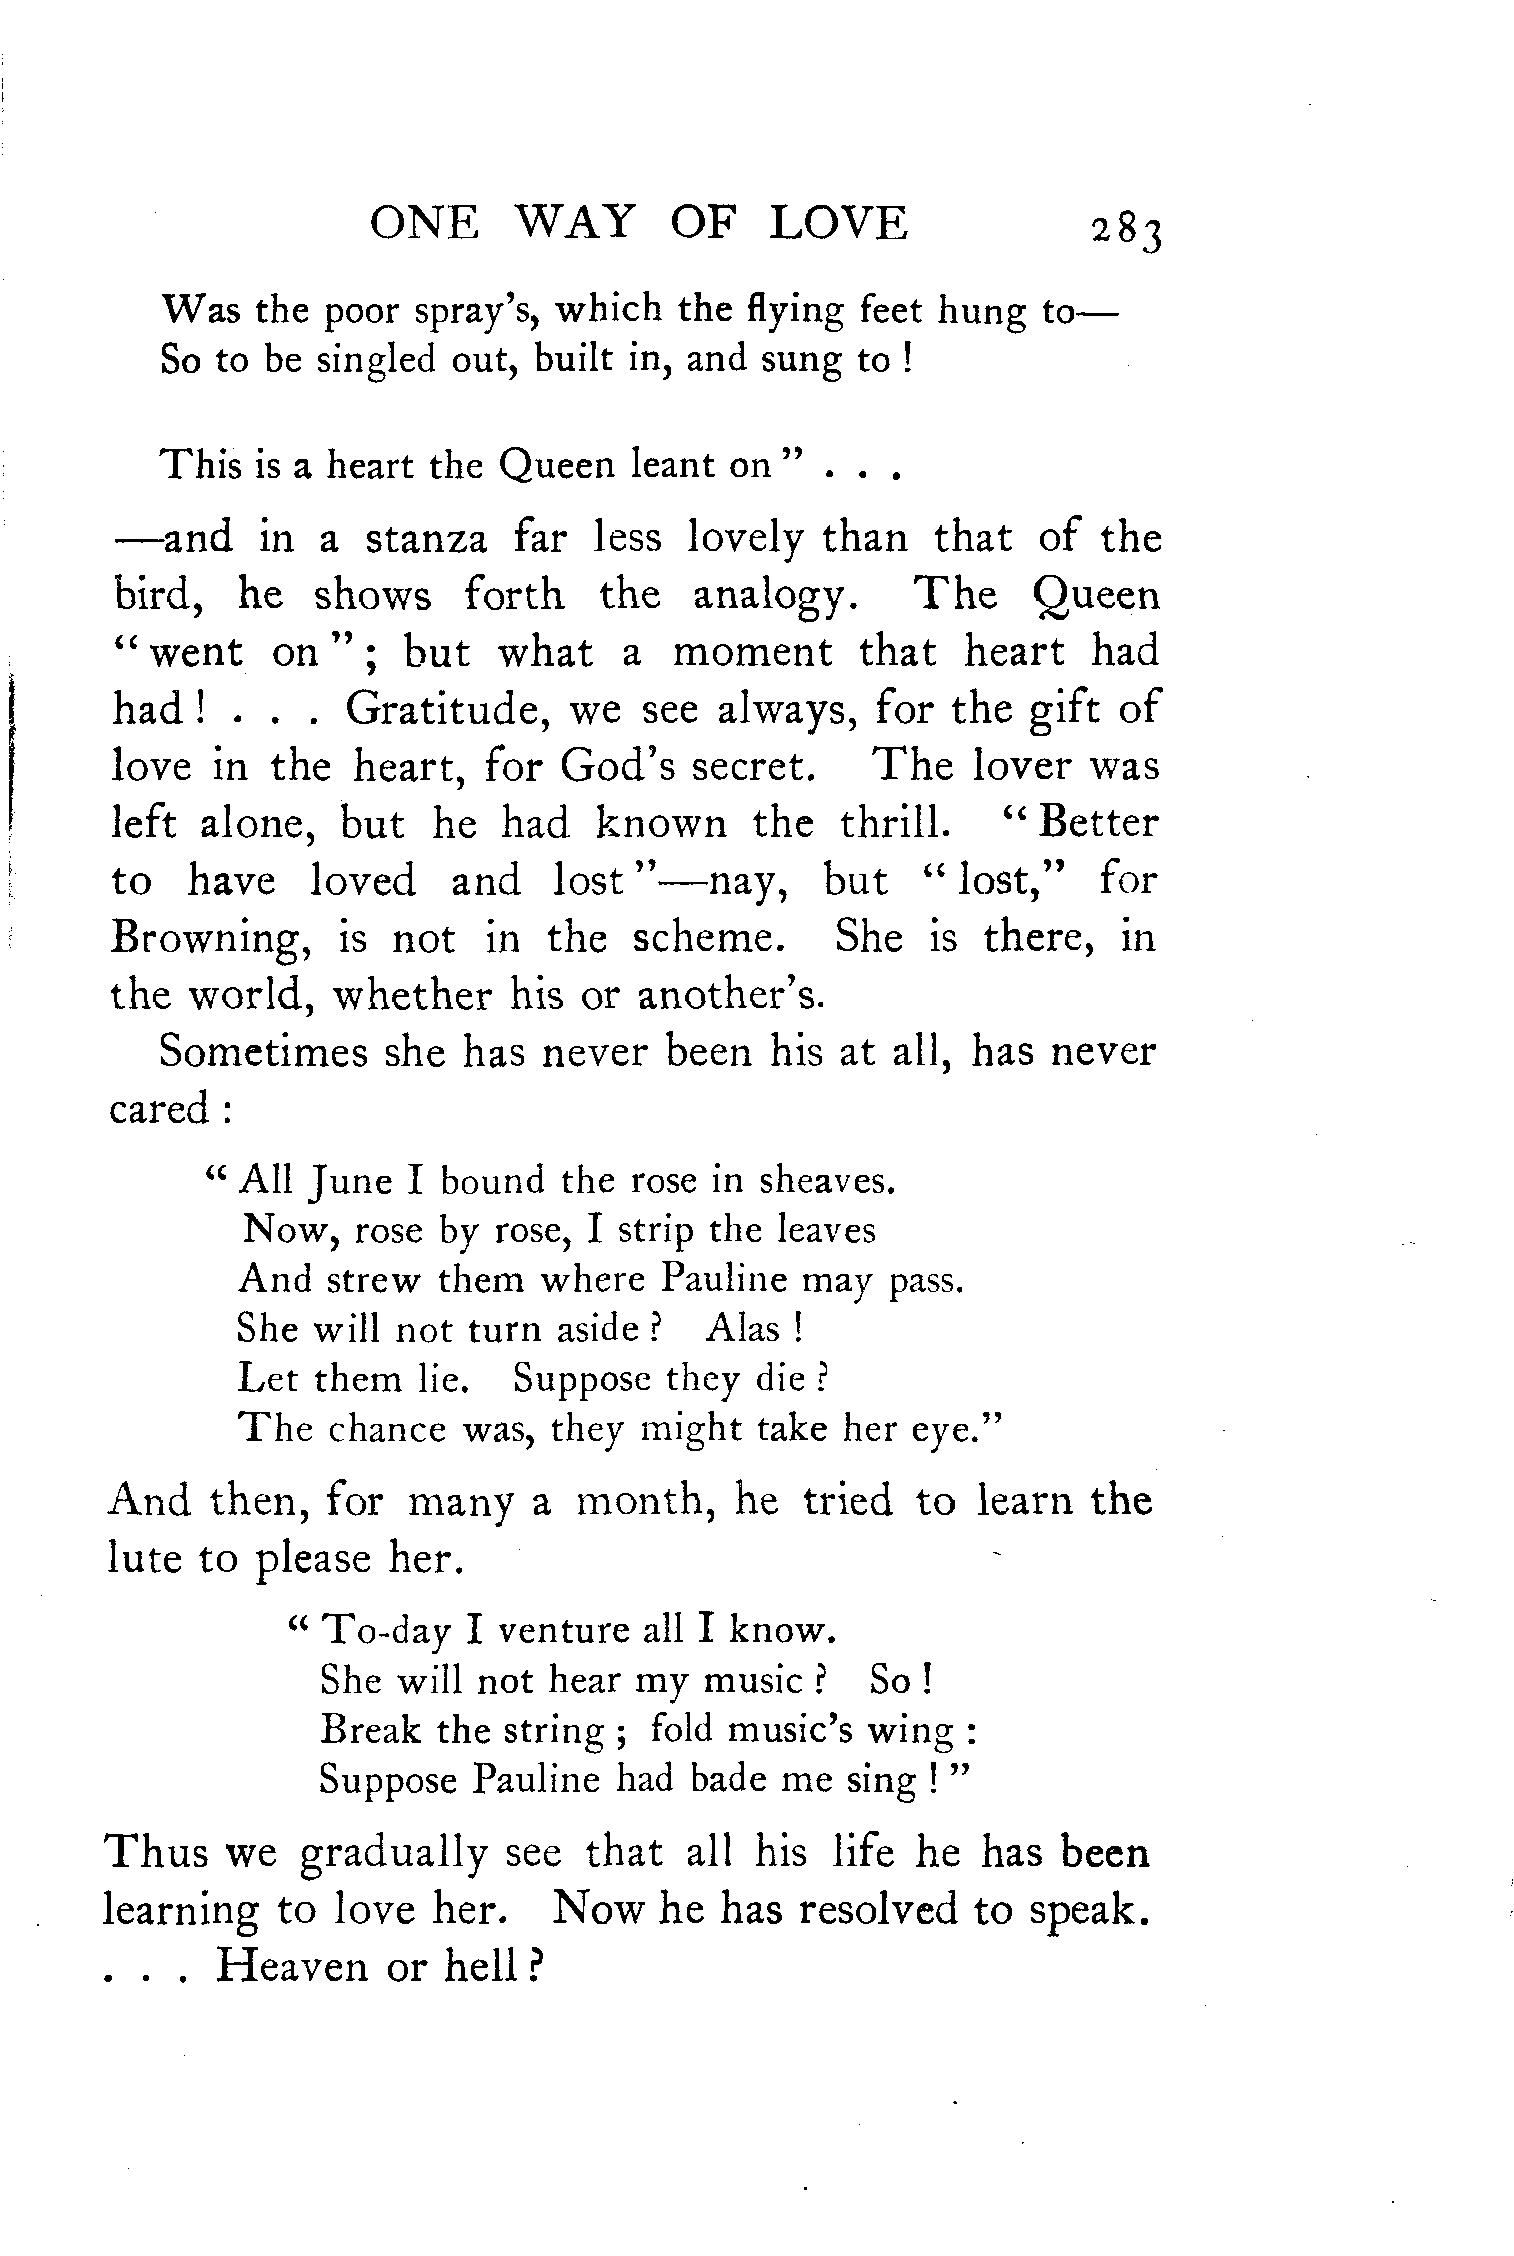 ONE WAY OF LOVE 283
Was the poor spray's, which the flying feet hung to—
So to be singled out, built in, and sung to !
This is a heart the Queen leant on " . . .
—and in a stanza far less lovely than that of the
bird, he shows forth the analogy. The Queen
" went on " ; but what a moment that heart had
had ! . . . Gratitude, we see always, for the gift of
love in the heart, for God's secret. The lover was
left alone, but he had known the thrill. " Better
to have loved and lost "—nay, but " lost," for
Browning, is not in the scheme. She is there, in
the world, whether his or another's.
Sometimes she has never been his at all, has never
cared :
" All June I bound the rose in sheaves.
Now, rose by rose, I strip the leaves
And strew them where Pauline may pass.
She will not turn aside ? Alas !
Let them lie. Suppose they die ?
The chance was, they might take her eye."
And then, for many a month, he tried to learn the
lute to please her.
" To-day I venture all I know.
She will not hear my music ? So !
Break the string ; fold music's wing :
Suppose Pauline had bade me sing ! "
Thus we gradually see that all his life he has been
learning to love her. Now he has resolved to speak.
. . . Heaven or hell ?